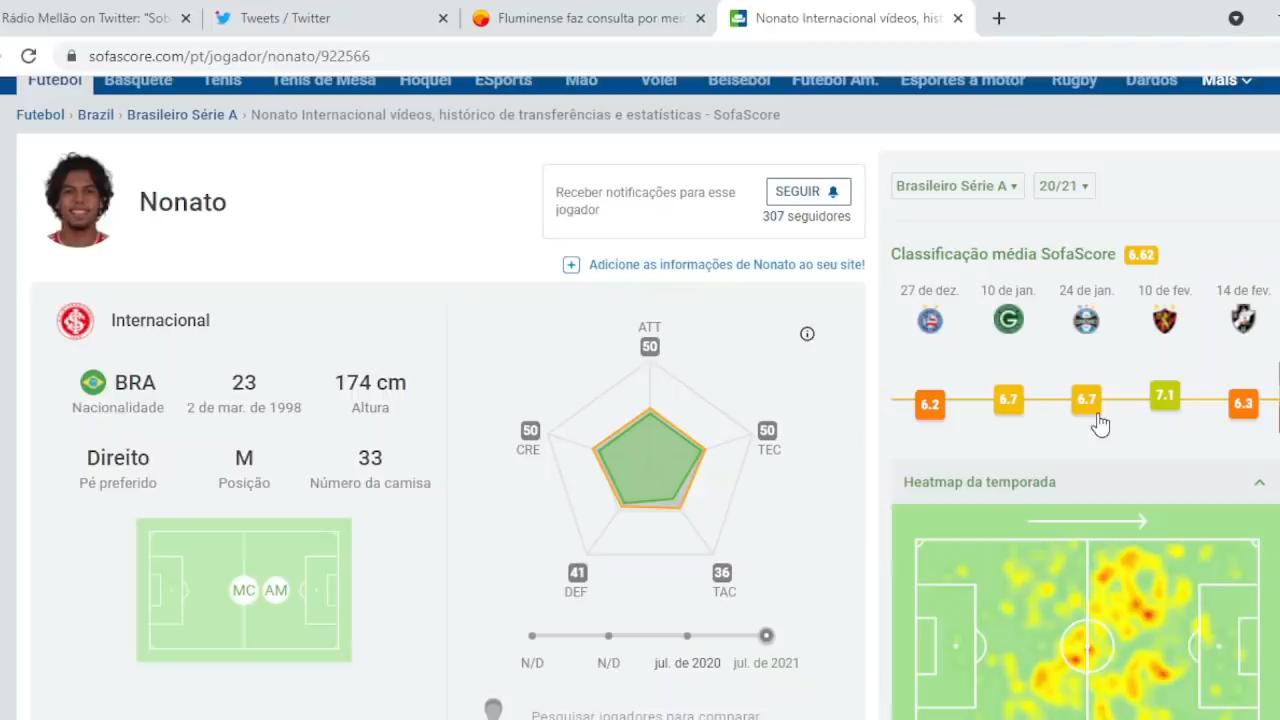 Rádio Mellão on Twitter: "Sob
Tweets / Twitter
Fluminense faz consulta por mei
Nonato Internacional vídeos, hist
sofascore.com/pt/jogador/nonato/922566
Futebol Basquete Tênis Tênis de Mesa Hóquei ESports Mão Vôlei Beisebol Futebol Am. Esportes a motor Rugby Dardos Mais
Futebol › Brazil › Brasileiro Série A › Nonato Internacional vídeos, histórico de transferências e estatísticas - SofaScore
Nonato
Receber notificações para esse
jogador
SEGUIR
307 seguidores
Adicione as informações de Nonato ao seu site!
Internacional
BRA
Nacionalidade
23
2 de mar. de 1998
174 cm
Altura
Direito
Pé preferido
M
Posição
33
Número da camisa
MC AM
ATT
50
50
CRE
50
TEC
41
DEF
36
TAC
N/D N/D jul. de 2020 jul. de 2021
Pesquisar jogadores para comparar
Brasileiro Série A ▾ 20/21 ▾
Classificação média SofaScore 6.62
27 de dez. 10 de jan. 24 de jan. 10 de fev. 14 de fev.
6.2 6.7 6.7 7.1 6.3
Heatmap da temporada